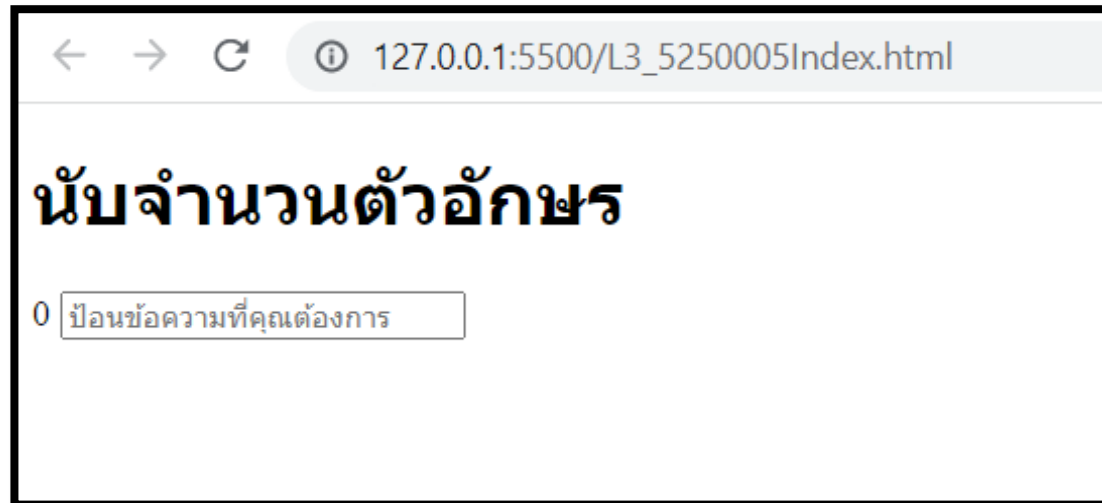 127.0.0.1:5500/L3_5250005Index.html
นับจำนวนตัวอักษร
0 ป้อนข้อความที่คุณต้องการ